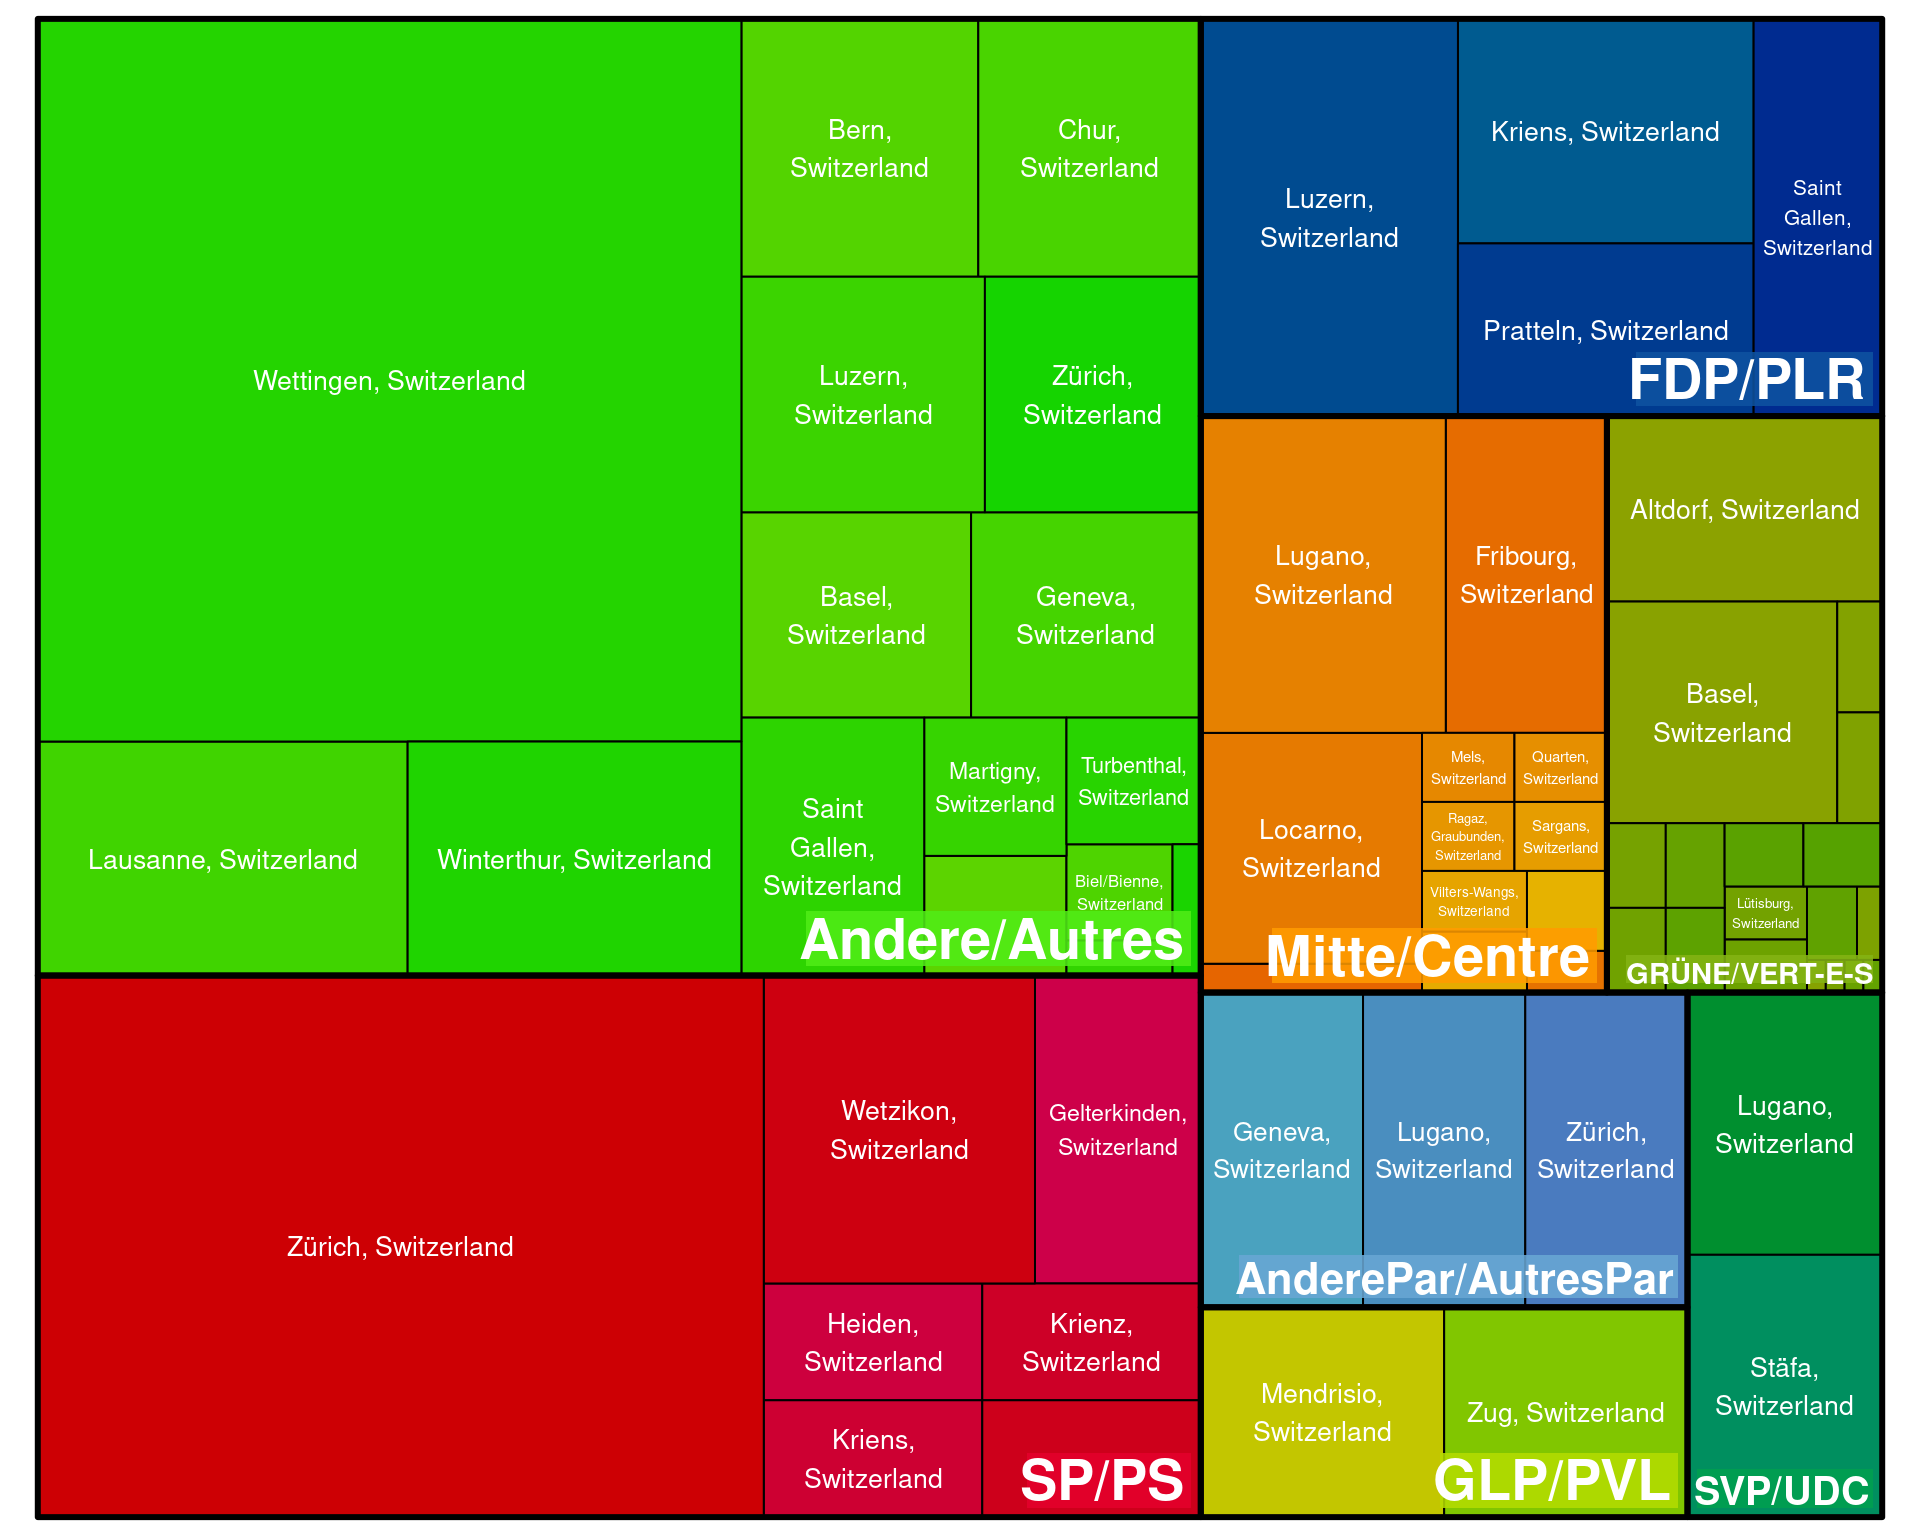 Wettingen, Switzerland
Lausanne, Switzerland
Winterthur, Switzerland
Bern,
Switzerland
Chur,
Switzerland
Luzern,
Switzerland
Zürich,
Switzerland
Basel,
Switzerland
Geneva,
Switzerland
Saint
Gallen,
Switzerland
Martigny,
Switzerland
Turbenthal,
Switzerland
Biel/Bienne,
Switzerland
Andere/Autres
Zürich, Switzerland
Wetzikon,
Switzerland
Gelterkinden,
Switzerland
Heiden,
Switzerland
Krienz,
Switzerland
Kriens,
Switzerland
SP/PS
Luzern,
Switzerland
Kriens, Switzerland
Pratteln, Switzerland
Saint
Gallen,
Switzerland
FDP/PLR
Lugano,
Switzerland
Fribourg,
Switzerland
Locarno,
Switzerland
Mels,
Switzerland
Quarten,
Switzerland
Ragaz,
Graubunden,
Switzerland
Sargans,
Switzerland
Vilters-Wangs,
Switzerland
Mitte/Centre
Altdorf, Switzerland
Basel,
Switzerland
Lütisburg,
Switzerland
GRÜNE/VERT-E-S
Geneva,
Switzerland
Lugano,
Switzerland
Zürich,
Switzerland
AnderePar/AutresPar
Mendrisio,
Switzerland
Zug, Switzerland
GLP/PVL
Lugano,
Switzerland
Stäfa,
Switzerland
SVP/UDC